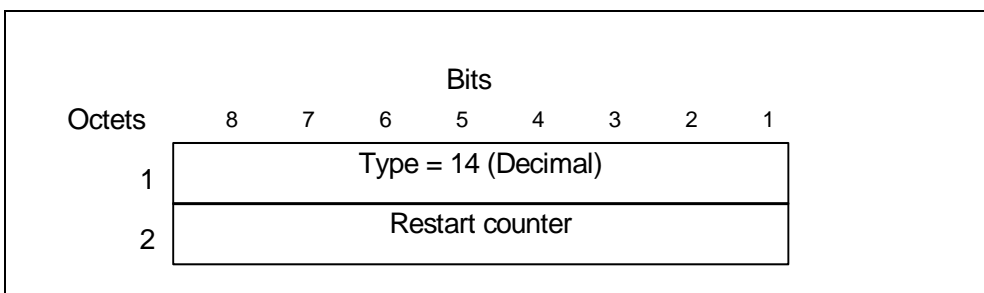 Bits
Octets 8 7 6 5 4 3 2 1
1 Type = 14 (Decimal)
2 Restart counter